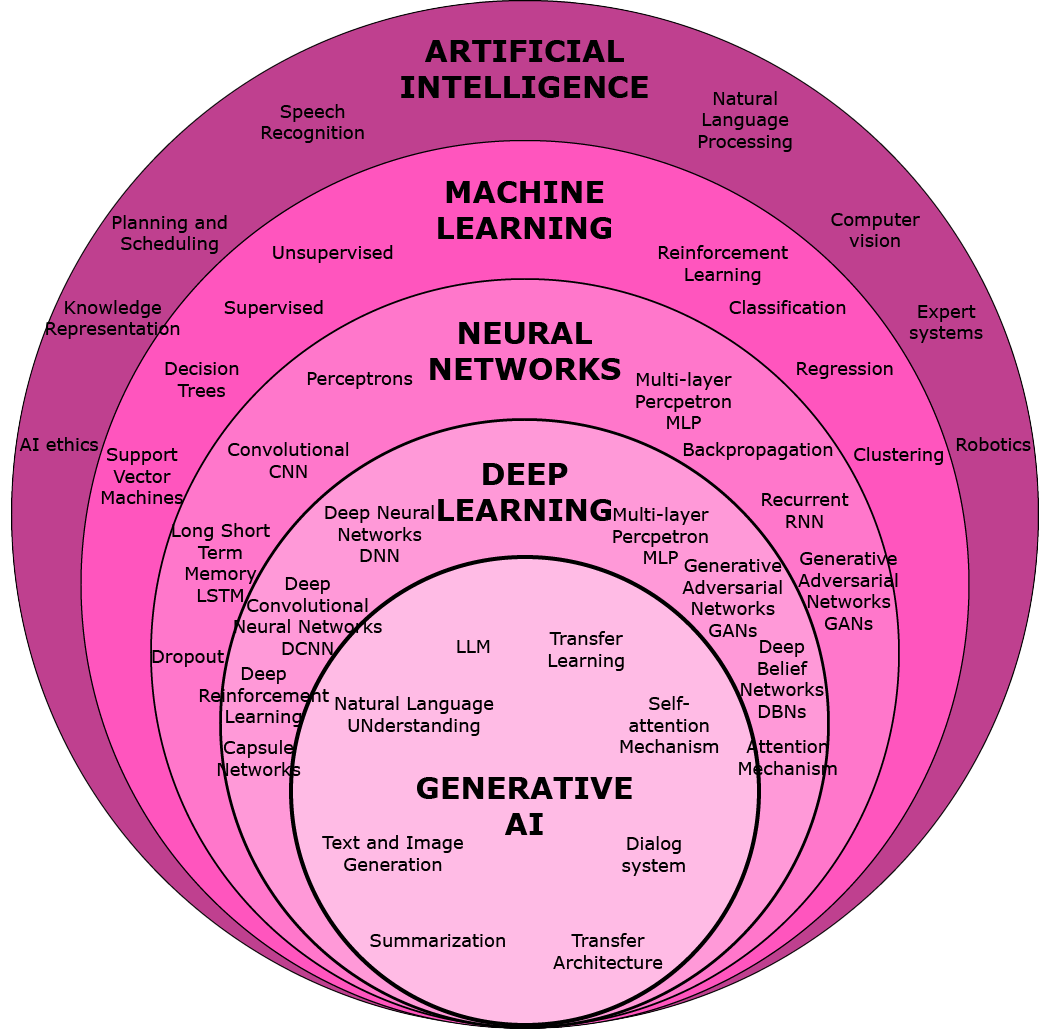 ARTIFICIAL
INTELLIGENCE
Speech
Recognition
Natural
Language
Processing
Planning and
Scheduling
Computer
vision
Knowledge
Representation
Expert
systems
AI ethics
Robotics
MACHINE
LEARNING
Unsupervised
Reinforcement
Learning
Supervised
Classification
Decision
Trees
Regression
Support
Vector
Machines
Clustering
NEURAL
NETWORKS
Perceptrons
Multi-layer
Percpetron
MLP
Convolutional
CNN
Backpropagation
Recurrent
RNN
Long Short
Term
Memory
LSTM
Generative
Adversarial
Networks
GANs
Dropout
DEEP
LEARNING
Deep Neural
Networks
DNN
Multi-layer
Percpetron
MLP
Deep
Convolutional
Neural Networks
DCNN
Generative
Adversarial
Networks
GANs
Deep
Reinforcement
Learning
Deep
Belief
Networks
DBNs
Capsule
Networks
Attention
Mechanism
LLM
Transfer
Learning
Natural Language
UNderstanding
Self-
attention
Mechanism
GENERATIVE
AI
Text and Image
Generation
Dialog
system
Summarization
Transfer
Architecture